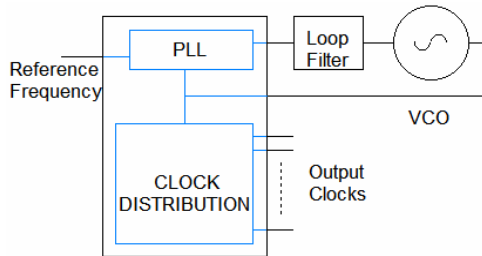 PLL
Loop
Filter
Reference
Frequency
VCO
CLOCK
DISTRIBUTION
Output
Clocks